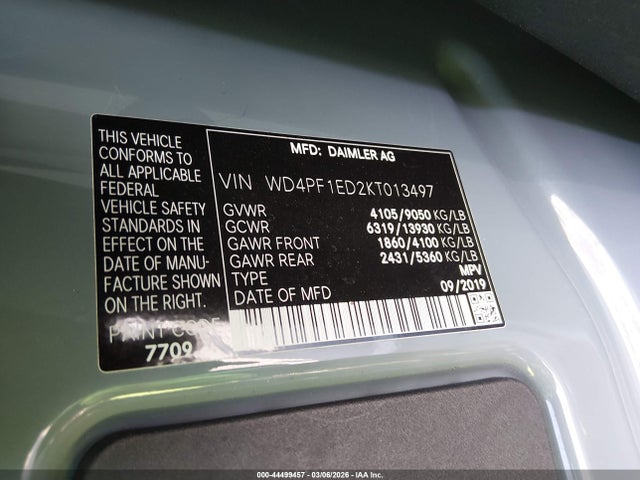 THIS VEHICLE
CONFORMS TO
ALL APPLICABLE
FEDERAL
VEHICLE SAFETY
STANDARDS IN
EFFECT ON THE
DATE OF MANU-
FACTURE SHOWN
ON THE RIGHT.
PAINT CODE
7709
MFD: DAIMLER AG
VIN WD4PF1ED2KT013497
GVWR 4105/9050 KG/LB
GCWR 6319/13930 KG/LB
GAWR FRONT 1860/4100 KG/LB
GAWR REAR 2431/5360 KG/LB
TYPE MPV
DATE OF MFD 09/2019
000-44499457 - 03/06/2026 - IAA Inc.